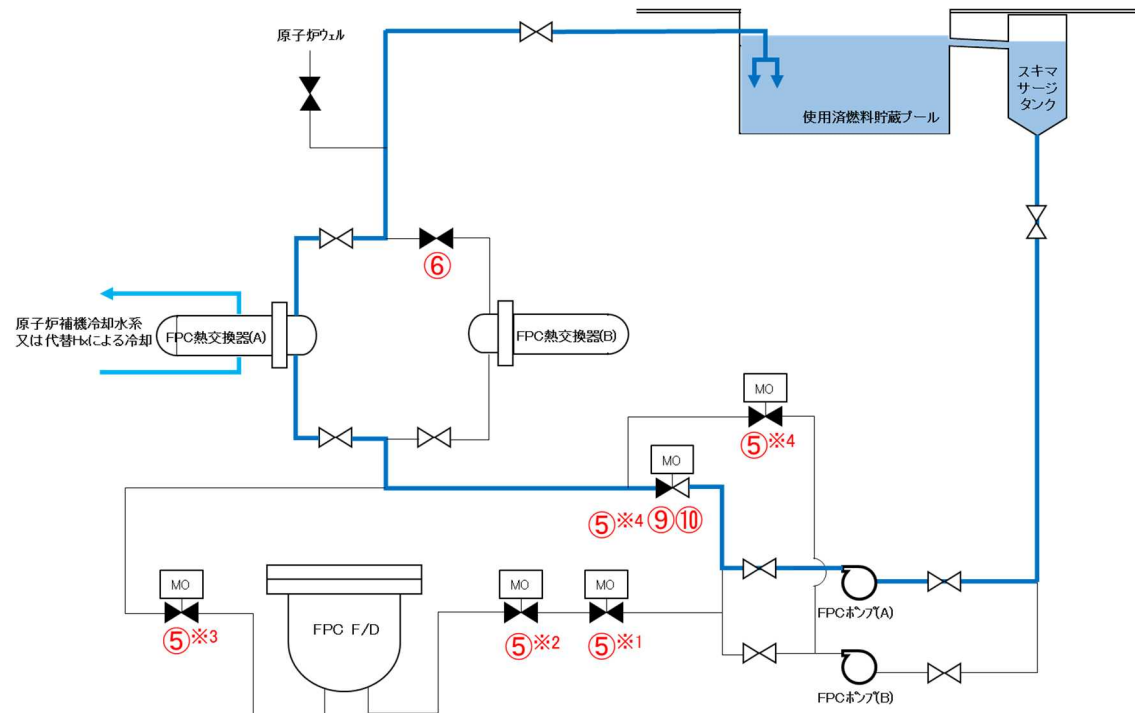 原子炉ウェル
スキマ
サージ
タンク
使用済燃料貯蔵プール
⑥
原子炉補機冷却水系
又は代替Hxによる冷却
FPC熱交換器(A)
FPC熱交換器(B)
MO
⑤※4
MO
⑤※4 ⑨⑩
MO
⑤※3
FPC F/D
MO
⑤※2
MO
⑤※1
FPCポンプ(A)
FPCポンプ(B)